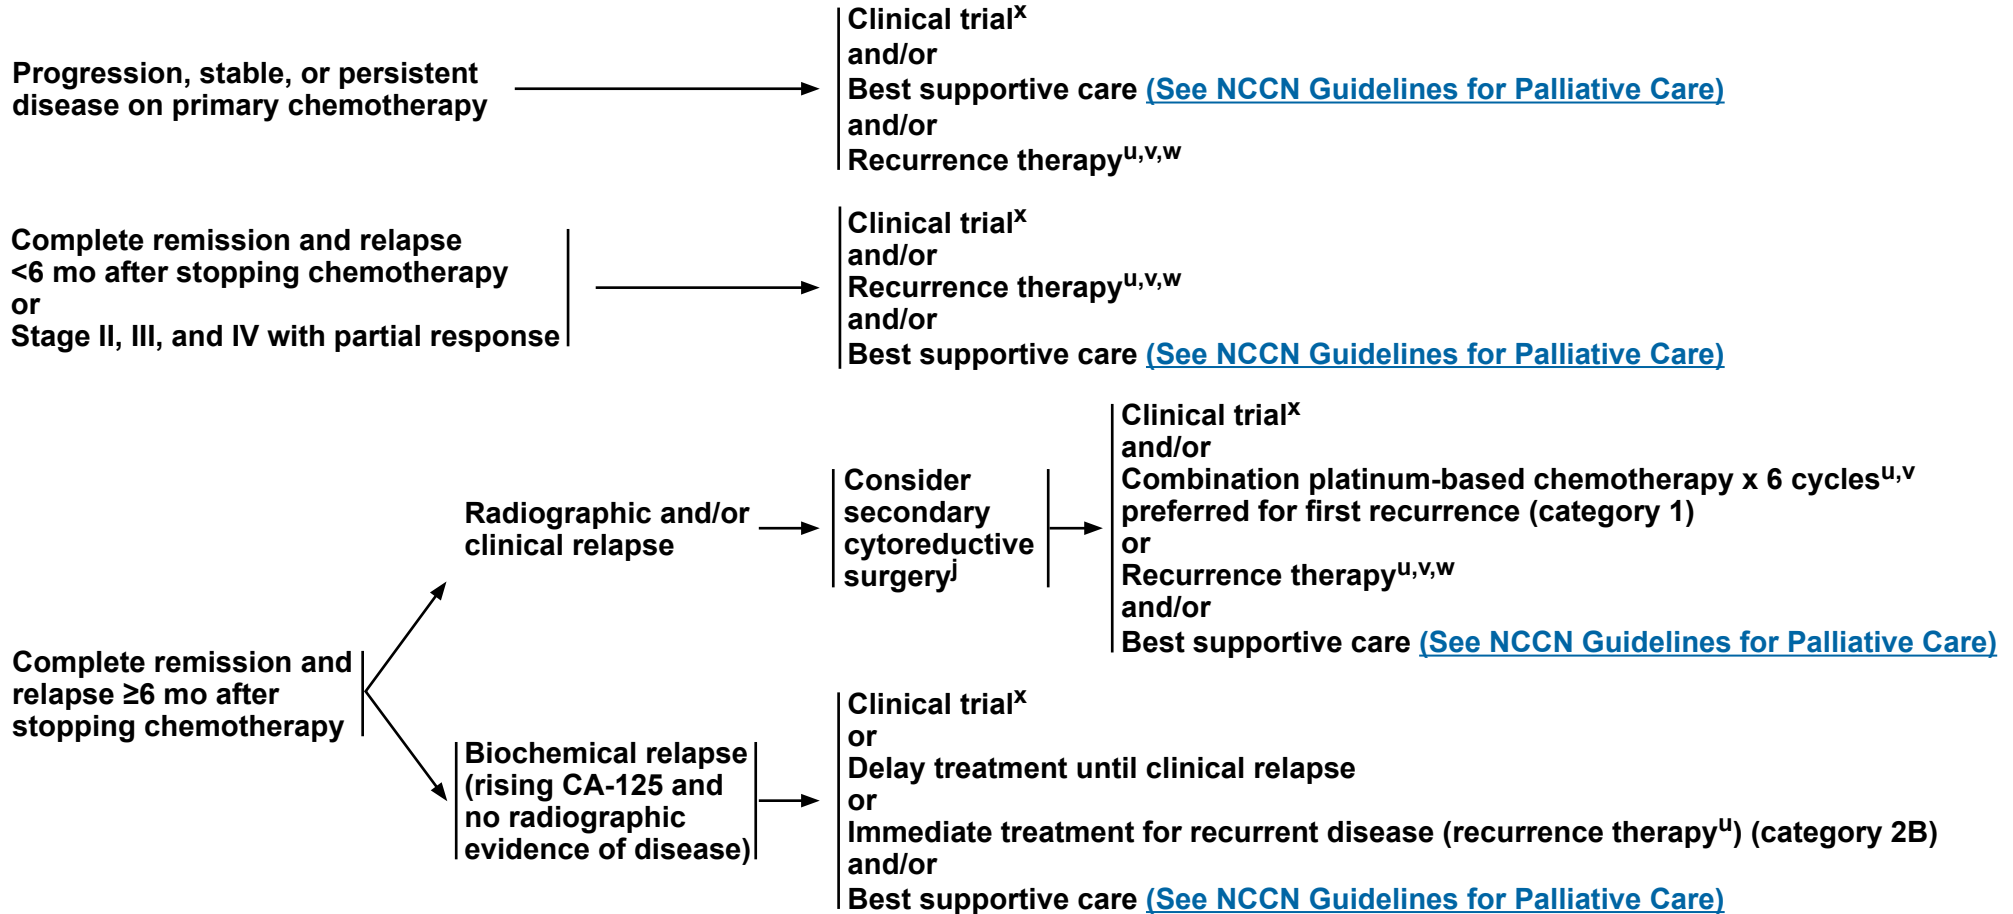 Progression, stable, or persistent
disease on primary chemotherapy
Clinical trialx
and/or
Best supportive care (See NCCN Guidelines for Palliative Care)
and/or
Recurrence therapyu,v,w
Complete remission and relapse
<6 mo after stopping chemotherapy
or
Stage II, III, and IV with partial response
Clinical trialx
and/or
Recurrence therapyu,v,w
and/or
Best supportive care (See NCCN Guidelines for Palliative Care)
Complete remission and
relapse ≥6 mo after
stopping chemotherapy
Radiographic and/or
clinical relapse
Consider
secondary
cytoreductive
surgeryj
Clinical trialx
and/or
Combination platinum-based chemotherapy x 6 cyclesu,v
preferred for first recurrence (category 1)
or
Recurrence therapyu,v,w
and/or
Best supportive care (See NCCN Guidelines for Palliative Care)
Biochemical relapse
(rising CA-125 and
no radiographic
evidence of disease)
Clinical trialx
or
Delay treatment until clinical relapse
or
Immediate treatment for recurrent disease (recurrence therapyu) (category 2B)
and/or
Best supportive care (See NCCN Guidelines for Palliative Care)